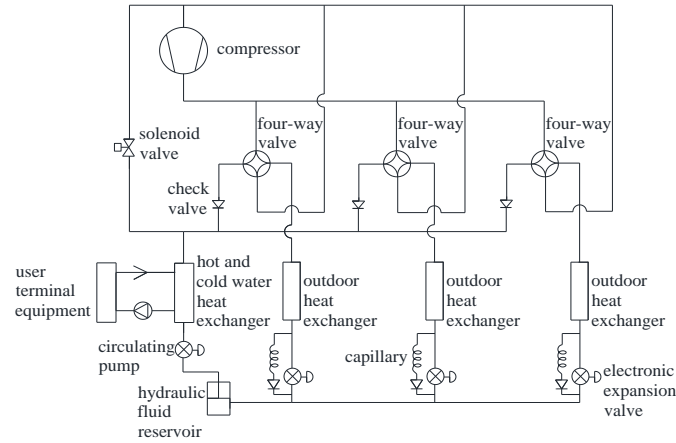 compressor
four-way
valve
four-way
valve
four-way
valve
solenoid
valve
check
valve
user
terminal
equipment
hot and
cold water
heat
exchanger
outdoor
heat
exchanger
outdoor
heat
exchanger
outdoor
heat
exchanger
circulating
pump
capillary
electronic
expansion
valve
hydraulic
fluid
reservoir